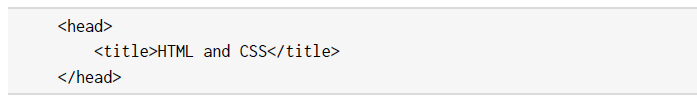 <head>
<title>HTML and CSS</title>
</head>